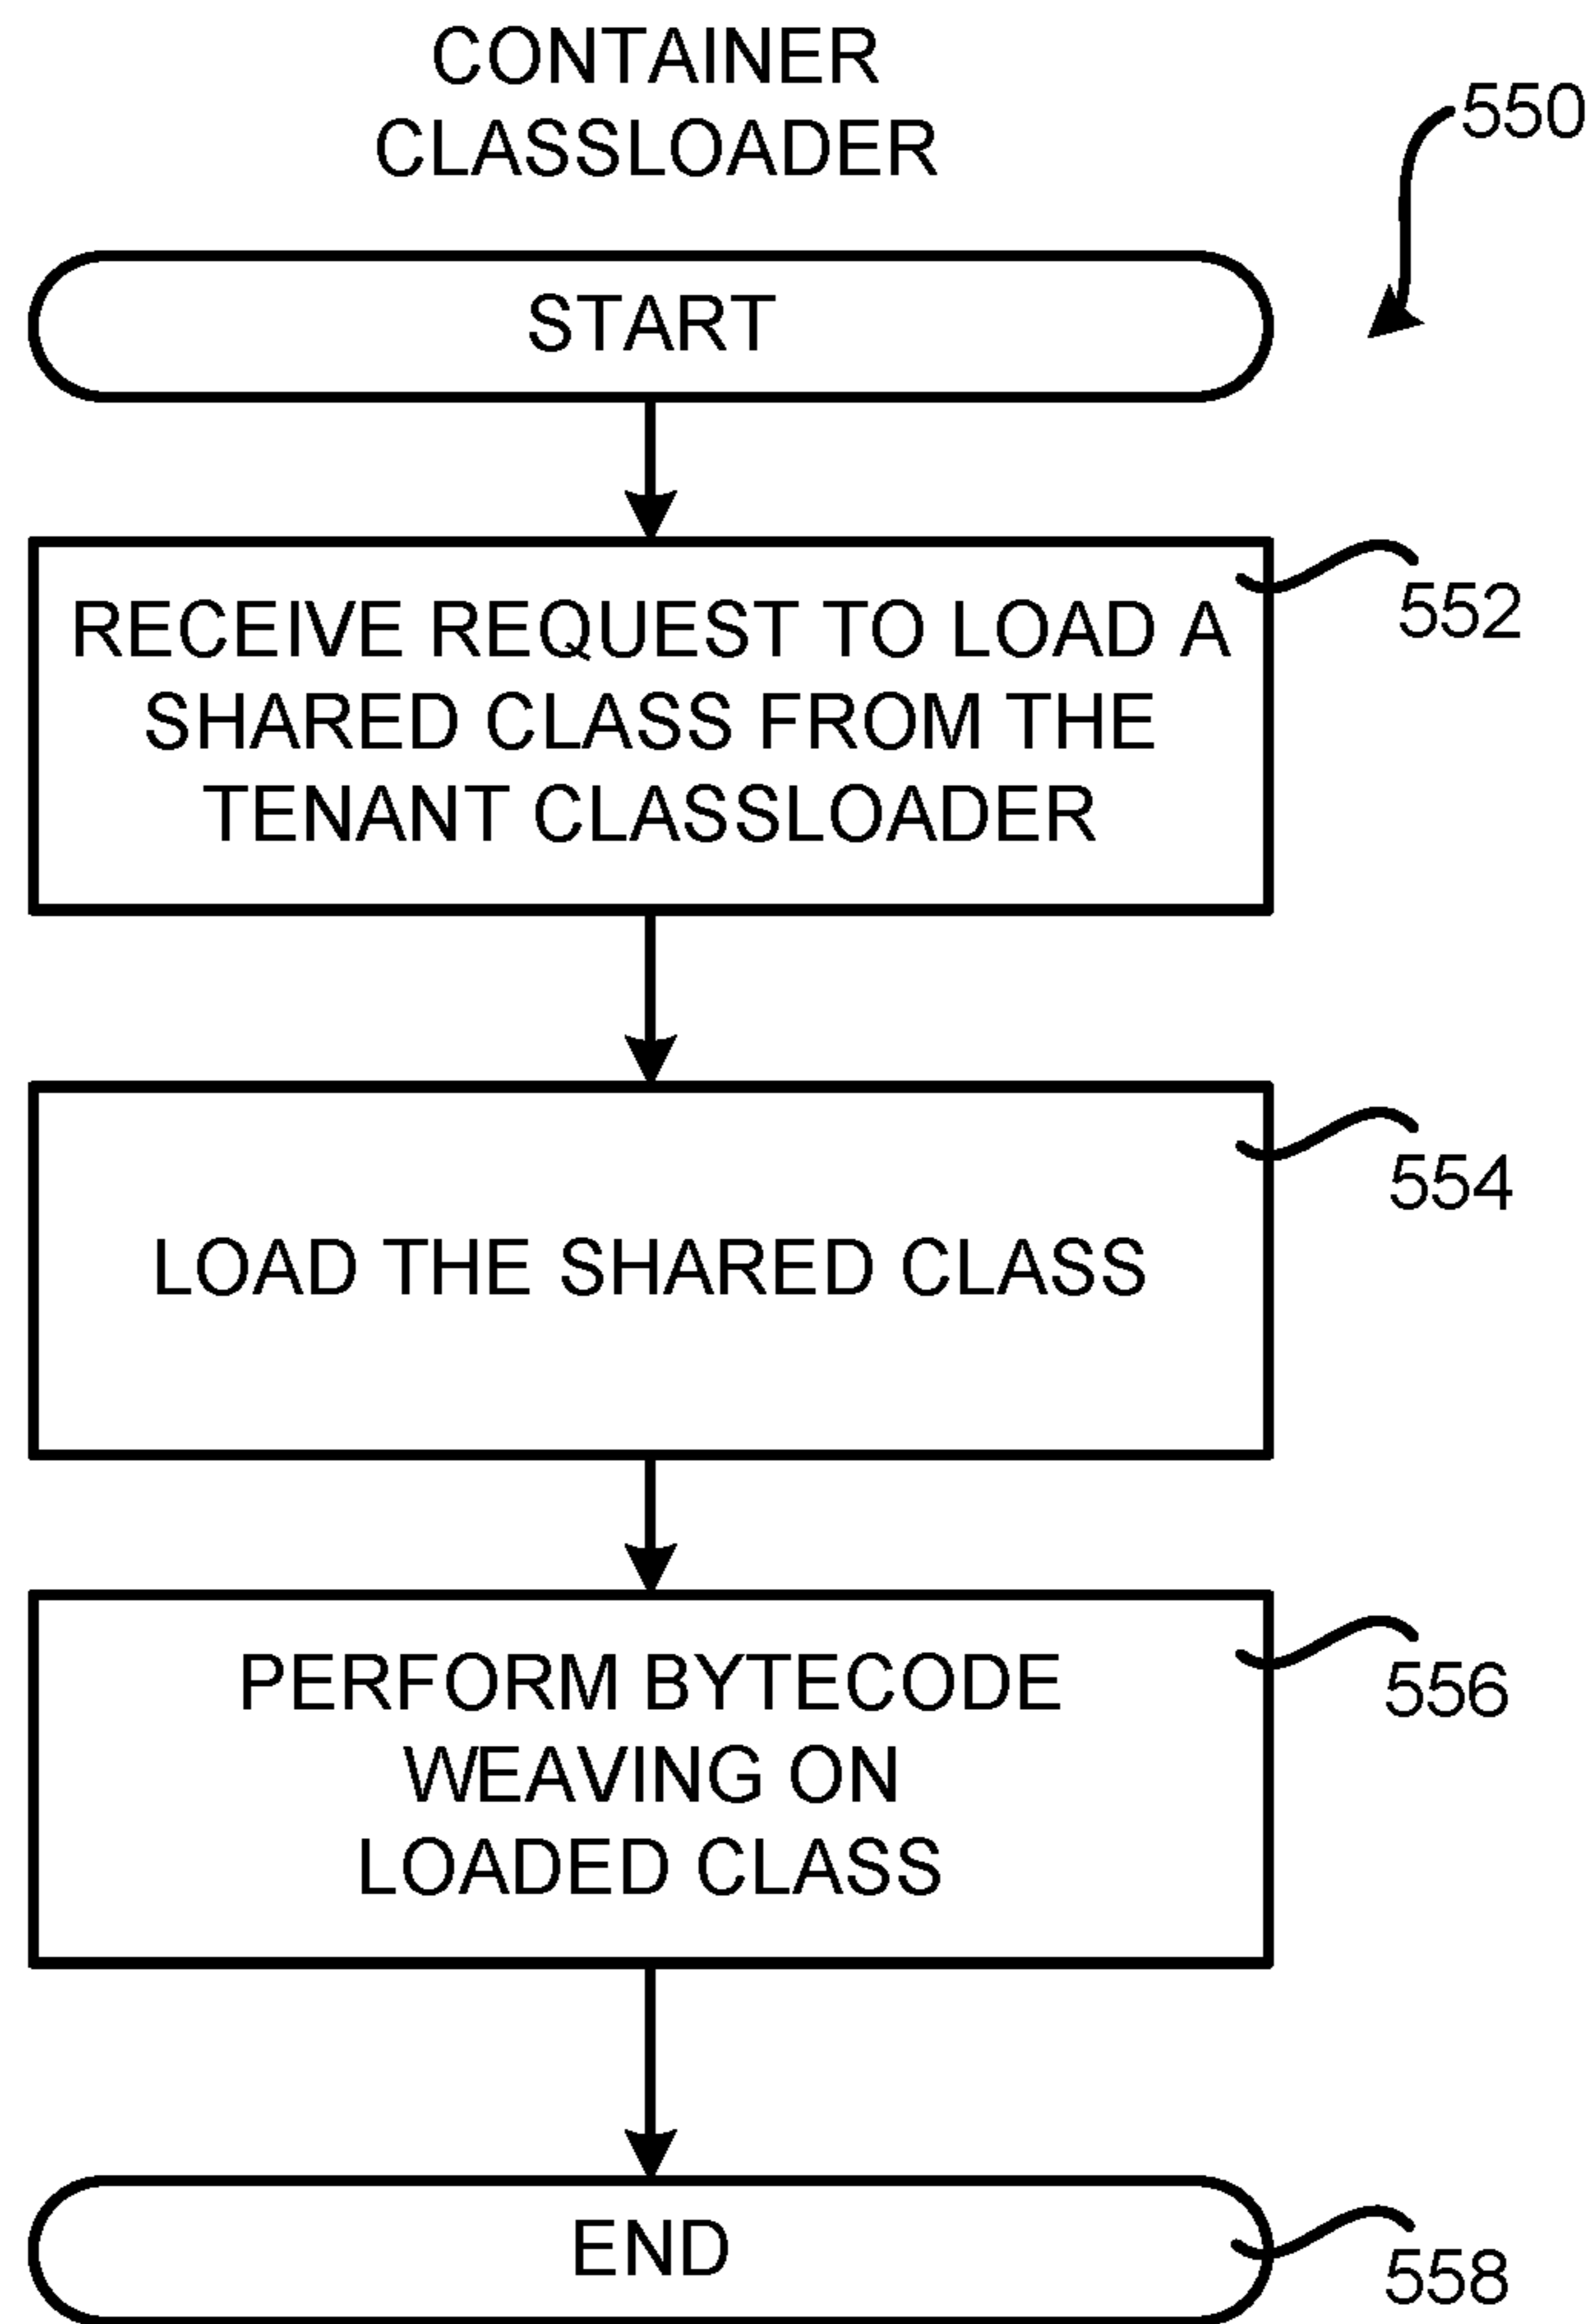 CONTAINER
CLASSLOADER
550
START
RECEIVE REQUEST TO LOAD A
SHARED CLASS FROM THE
TENANT CLASSLOADER
552
LOAD THE SHARED CLASS
554
PERFORM BYTECODE
WEAVING ON
LOADED CLASS
556
END
558